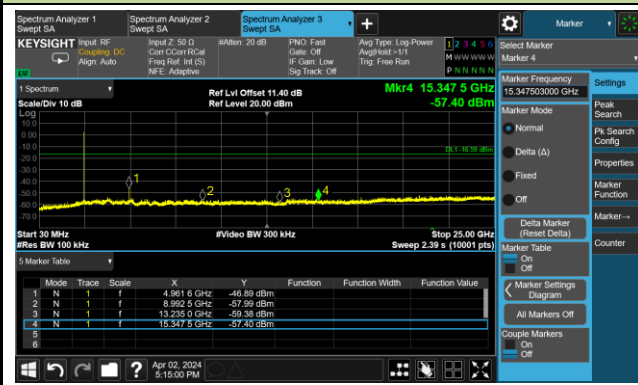 Spectrum Analyzer 1
Swept SA
Spectrum Analyzer 2
Swept SA
Spectrum Analyzer 3
Swept SA
Marker
KEYSIGHT
Input: RF
Coupling: DC
Align: Auto
Input Z: 50 Ω
Corr CCorr RCal
Freq Ref: Int (S)
NFE: Adaptive
#Atten: 20 dB
PNO: Fast
Gate: Off
IF Gain: Low
Sig Track: Off
Avg Type: Log-Power
Avg|Hold:>1/1
Trig: Free Run
1 2 3 4 5 6
M W W W W W
P N N N N N
Select Marker
Marker 4
1 Spectrum
Scale/Div 10 dB
Ref Lvl Offset 11.40 dB
Ref Level 20.00 dBm
Mkr4 15.347 5 GHz
-57.40 dBm
Log
10.0
0.00
-10.0
-20.0
-30.0
-40.0
-50.0
-60.0
-70.0
DL1 -16.59 dBm
1
2
3
4
Start 30 MHz
#Res BW 100 kHz
#Video BW 300 kHz
Stop 25.00 GHz
Sweep 2.39 s (10001 pts)
5 Marker Table
Mode Trace Scale X Y Function Function Width Function Value
1 N 1 f 4.961 6 GHz -46.89 dBm
2 N 1 f 8.992 5 GHz -57.99 dBm
3 N 1 f 13.235 0 GHz -59.38 dBm
4 N 1 f 15.347 5 GHz -57.40 dBm
5
6
Marker Frequency
15.347503000 GHz
Marker Mode
Normal
Delta (Δ)
Fixed
Off
Delta Marker
(Reset Delta)
Marker Table
On
Off
Marker Settings
Diagram
All Markers Off
Couple Markers
On
Off
Settings
Peak
Search
Pk Search
Config
Properties
Marker
Function
Marker→
Counter
Apr 02, 2024
5:15:00 PM